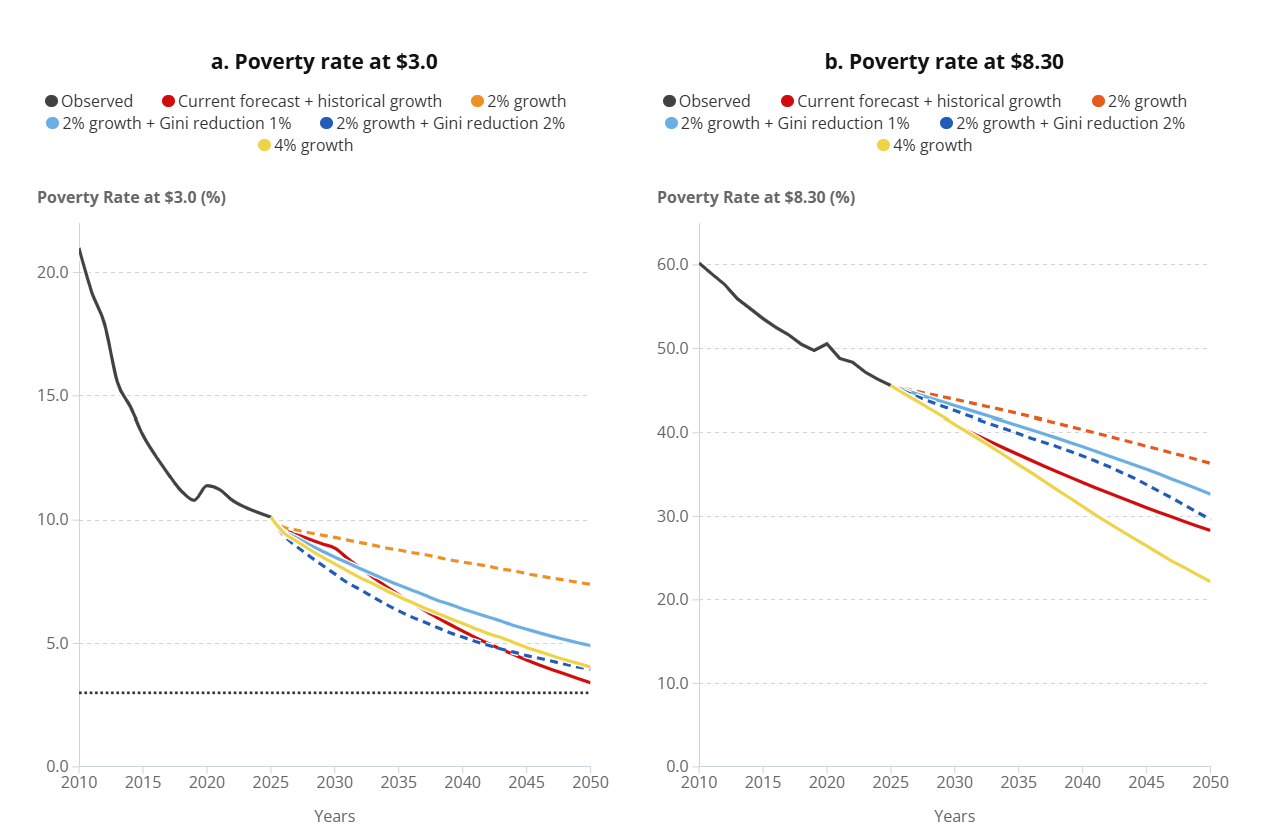 a. Poverty rate at $3.0
Observed
Current forecast + historical growth
2% growth
2% growth + Gini reduction 1%
2% growth + Gini reduction 2%
4% growth
Poverty Rate at $3.0 (%)
20.0
15.0
10.0
5.0
0.0
2010 2015 2020 2025 2030 2035 2040 2045 2050
Years
b. Poverty rate at $8.30
Observed
Current forecast + historical growth
2% growth
2% growth + Gini reduction 1%
2% growth + Gini reduction 2%
4% growth
Poverty Rate at $8.30 (%)
60.0
50.0
40.0
30.0
20.0
10.0
0.0
2010 2015 2020 2025 2030 2035 2040 2045 2050
Years